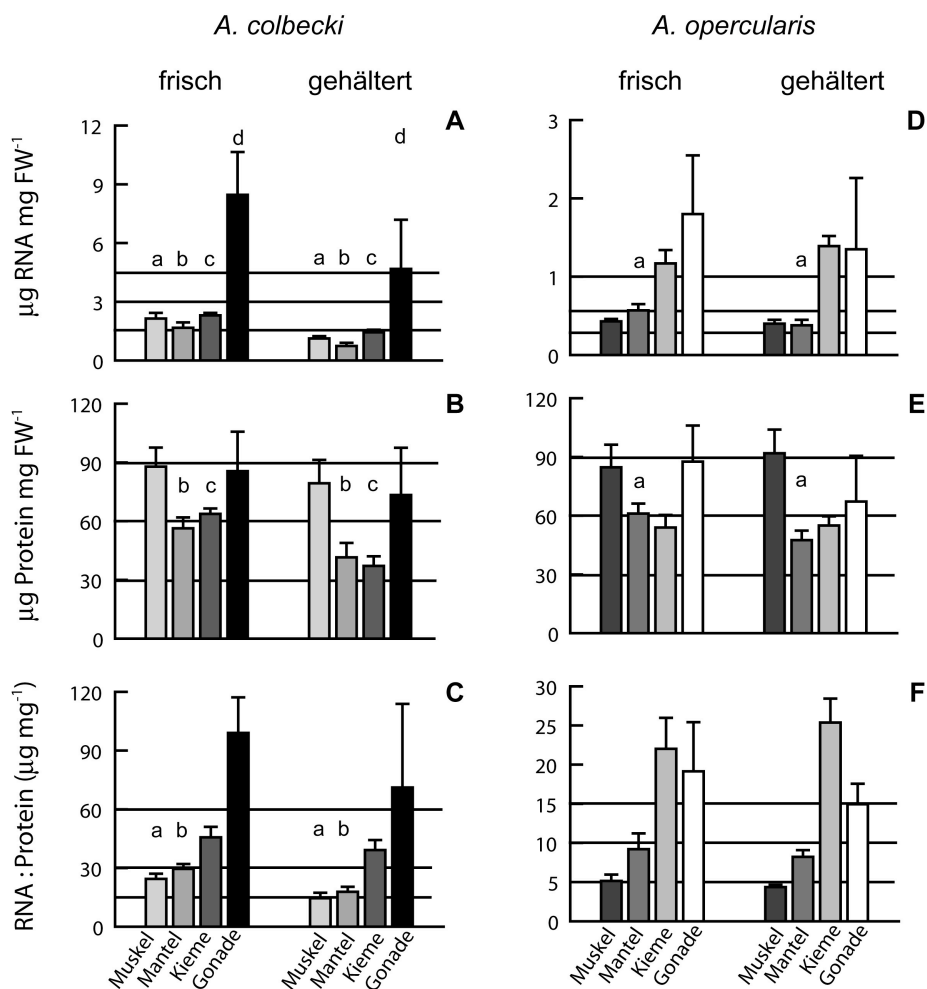 A. colbecki A. opercularis
frisch gehältert frisch gehältert
A
µg RNA mg FW⁻¹
12
9
6
3
0
a b c d a b c d
D
3
2
1
0
a a
B
µg Protein mg FW⁻¹
120
90
60
30
0
b c b c
E
120
90
60
30
0
a a
C
RNA : Protein (µg mg⁻¹)
120
90
60
30
0
a b a b
Muskel Mantel Kieme Gonade Muskel Mantel Kieme Gonade
F
30
25
20
15
10
5
0
Muskel Mantel Kieme Gonade Muskel Mantel Kieme Gonade